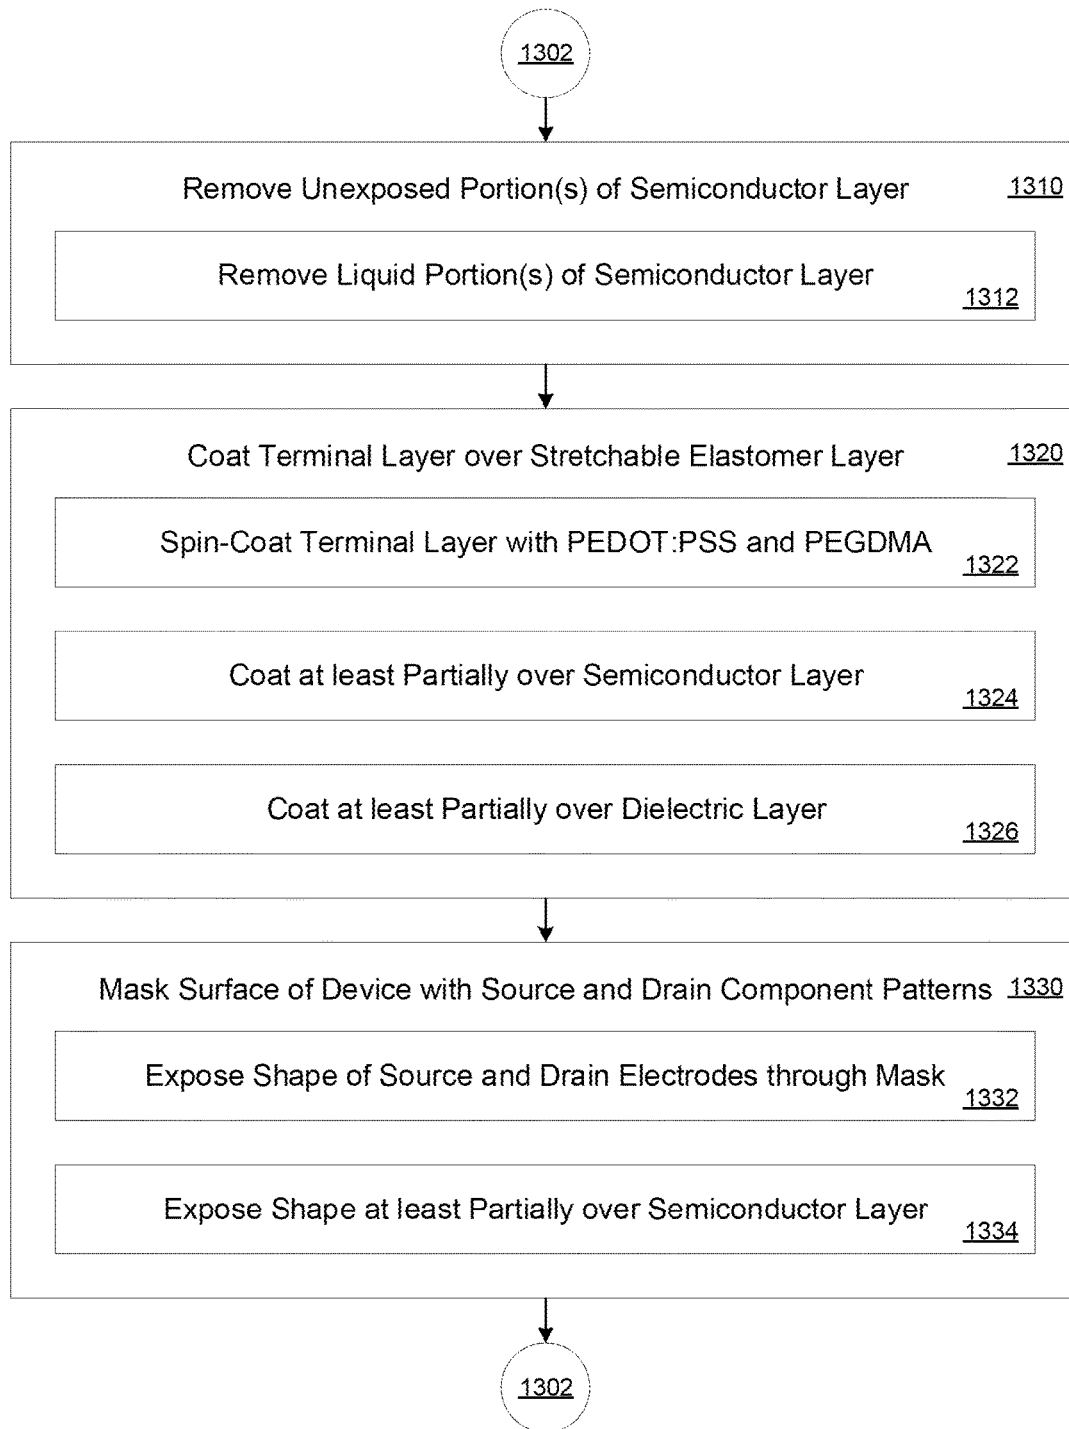 1302
Remove Unexposed Portion(s) of Semiconductor Layer 1310
Remove Liquid Portion(s) of Semiconductor Layer
1312
Coat Terminal Layer over Stretchable Elastomer Layer 1320
Spin-Coat Terminal Layer with PEDOT:PSS and PEGDMA
1322
Coat at least Partially over Semiconductor Layer
1324
Coat at least Partially over Dielectric Layer
1326
Mask Surface of Device with Source and Drain Component Patterns 1330
Expose Shape of Source and Drain Electrodes through Mask
1332
Expose Shape at least Partially over Semiconductor Layer
1334
1302